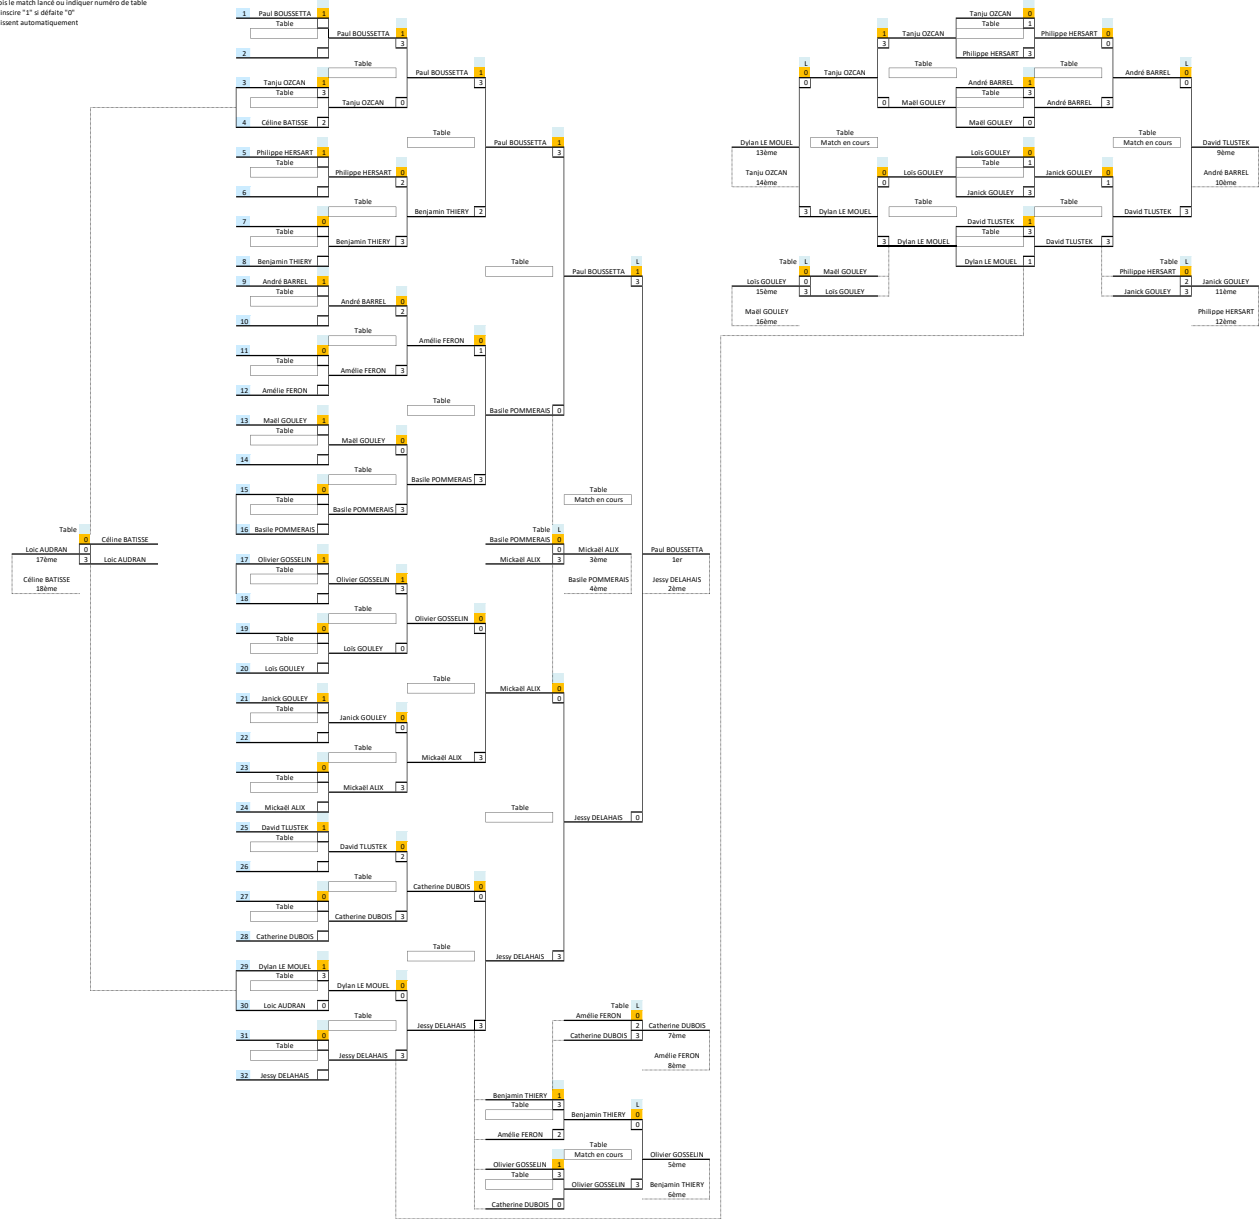 ois le match lancé ou indiquer numéro de table
inscrire "1" si défaite "0"
issent automatiquement
1 Paul BOUSSETTA 1
Table
Paul BOUSSETTA 1
3
2
Table
Paul BOUSSETTA 1
3
3 Tanju OZCAN 1
Table 3
Tanju OZCAN 0
4 Céline BATISSE 2
Table
Paul BOUSSETTA 1
3
5 Philippe HERSART 1
Table
Philippe HERSART 0
2
6
Table
Benjamin THIERY 2
7 0
Table
Benjamin THIERY 3
8 Benjamin THIERY
Table
L
Paul BOUSSETTA 1
3
9 André BARREL 1
Table
André BARREL 0
2
10
Table
Amélie FERON 0
1
11 0
Table
Amélie FERON 3
12 Amélie FERON
Table
Basile POMMERAIS 0
13 Maël GOULEY 1
Table
Maël GOULEY 0
0
14
Table
Basile POMMERAIS 3
15 0
Table
Basile POMMERAIS 3
16 Basile POMMERAIS
Table
Match en cours
Table L
Basile POMMERAIS 0
0
Mickaël ALIX 3
Mickaël ALIX
3ème
Basile POMMERAIS
4ème
Paul BOUSSETTA
1er
Jessy DELAHAIS
2ème
Table
0 Céline BATISSE
0
3 Loic AUDRAN
Loic AUDRAN
17ème
Céline BATISSE
18ème
17 Olivier GOSSELIN 1
Table
Olivier GOSSELIN 1
3
18
Table
Olivier GOSSELIN 0
0
19 0
Table
Loïs GOULEY 0
20 Loïs GOULEY
Table
Mickaël ALIX 0
0
21 Janick GOULEY 1
Table
Janick GOULEY 0
0
22
Table
Mickaël ALIX 3
23 0
Table
Mickaël ALIX 3
24 Mickaël ALIX
Table
Jessy DELAHAIS 0
25 David TLUSTEK 1
Table
David TLUSTEK 0
2
26
Table
Catherine DUBOIS 0
0
27 0
Table
Catherine DUBOIS 3
28 Catherine DUBOIS
Table
Jessy DELAHAIS 3
29 Dylan LE MOUEL 1
Table 3
Dylan LE MOUEL 0
0
30 Loic AUDRAN 0
Table
Jessy DELAHAIS 3
31 0
Table
Jessy DELAHAIS 3
32 Jessy DELAHAIS
Table L
Amélie FERON 0
2
Catherine DUBOIS 3
Catherine DUBOIS
7ème
Amélie FERON
8ème
Benjamin THIERY 1
Table 3
Amélie FERON 2
L
Benjamin THIERY 0
0
Table
Match en cours
Olivier GOSSELIN 1
Table 3
Olivier GOSSELIN 3
Catherine DUBOIS 0
Olivier GOSSELIN
5ème
Benjamin THIERY
6ème
Tanju OZCAN 0
Table 1
Philippe HERSART 3
1 Tanju OZCAN
3
Philippe HERSART 0
0
L
0 Tanju OZCAN
0
Table
Table
L
André BARREL 0
0
André BARREL 1
Table 3
Maël GOULEY 0
0 Maël GOULEY
André BARREL 3
Table
Match en cours
Table
Match en cours
Dylan LE MOUEL
13ème
Tanju OZCAN
14ème
David TLUSTEK
9ème
André BARREL
10ème
Loïs GOULEY 0
Table 1
Janick GOULEY 3
0 Loïs GOULEY
0
Janick GOULEY 0
1
3 Dylan LE MOUEL
Table
Table
David TLUSTEK 3
David TLUSTEK 1
Table 3
Dylan LE MOUEL 1
3 Dylan LE MOUEL
David TLUSTEK 3
Table L
0 Maël GOULEY
0
3 Loïs GOULEY
Loïs GOULEY
15ème
Maël GOULEY
16ème
Table L
Philippe HERSART 0
2
Janick GOULEY 3
Janick GOULEY
11ème
Philippe HERSART
12ème